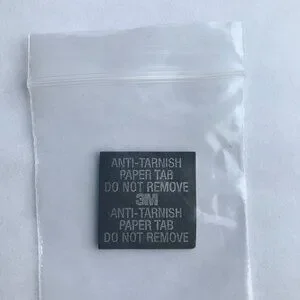 ANTI-TARNISH
PAPER TAB
DO NOT REMOVE
3M
ANTI-TARNISH
PAPER TAB
DO NOT REMOVE